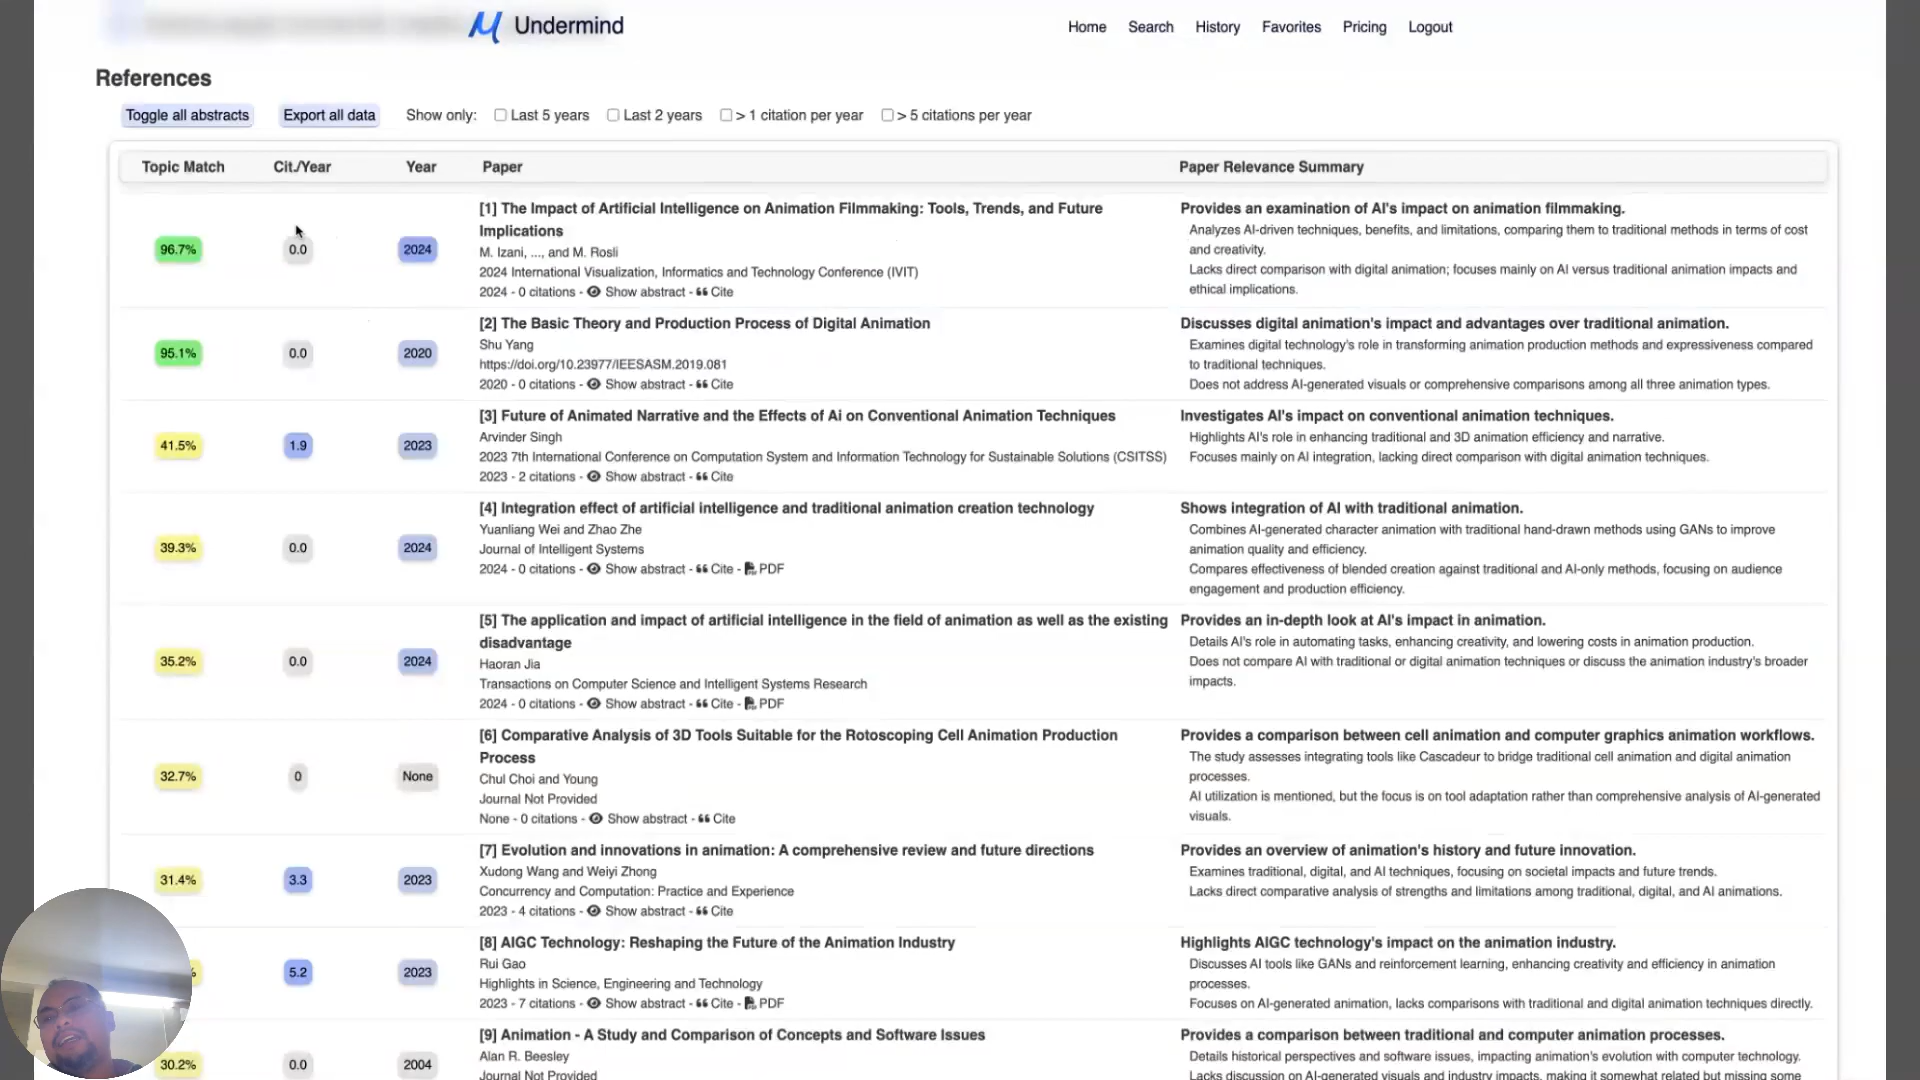 Undermind
Home Search History Favorites Pricing Logout
References
Toggle all abstracts Export all data Show only: Last 5 years Last 2 years > 1 citation per year > 5 citations per year
Topic Match Cit./Year Year Paper Paper Relevance Summary
96.7% 0.0 2024
[1] The Impact of Artificial Intelligence on Animation Filmmaking: Tools, Trends, and Future
Implications
M. Izani, ..., and M. Rosli
2024 International Visualization, Informatics and Technology Conference (IVIT)
2024 - 0 citations - Show abstract - Cite
Provides an examination of AI's impact on animation filmmaking.
Analyzes AI-driven techniques, benefits, and limitations, comparing them to traditional methods in terms of cost
and creativity.
Lacks direct comparison with digital animation; focuses mainly on AI versus traditional animation impacts and
ethical implications.
95.1% 0.0 2020
[2] The Basic Theory and Production Process of Digital Animation
Shu Yang
https://doi.org/10.23977/IEESASM.2019.081
2020 - 0 citations - Show abstract - Cite
Discusses digital animation's impact and advantages over traditional animation.
Examines digital technology's role in transforming animation production methods and expressiveness compared
to traditional techniques.
Does not address AI-generated visuals or comprehensive comparisons among all three animation types.
41.5% 1.9 2023
[3] Future of Animated Narrative and the Effects of Ai on Conventional Animation Techniques
Arvinder Singh
2023 7th International Conference on Computation System and Information Technology for Sustainable Solutions (CSITSS)
2023 - 2 citations - Show abstract - Cite
Investigates AI's impact on conventional animation techniques.
Highlights AI's role in enhancing traditional and 3D animation efficiency and narrative.
Focuses mainly on AI integration, lacking direct comparison with digital animation techniques.
39.3% 0.0 2024
[4] Integration effect of artificial intelligence and traditional animation creation technology
Yuanliang Wei and Zhao Zhe
Journal of Intelligent Systems
2024 - 0 citations - Show abstract - Cite - PDF
Shows integration of AI with traditional animation.
Combines AI-generated character animation with traditional hand-drawn methods using GANs to improve
animation quality and efficiency.
Compares effectiveness of blended creation against traditional and AI-only methods, focusing on audience
engagement and production efficiency.
35.2% 0.0 2024
[5] The application and impact of artificial intelligence in the field of animation as well as the existing
disadvantage
Haoran Jia
Transactions on Computer Science and Intelligent Systems Research
2024 - 0 citations - Show abstract - Cite - PDF
Provides an in-depth look at AI's impact in animation.
Details AI's role in automating tasks, enhancing creativity, and lowering costs in animation production.
Does not compare AI with traditional or digital animation techniques or discuss the animation industry's broader
impacts.
32.7% 0 None
[6] Comparative Analysis of 3D Tools Suitable for the Rotoscoping Cell Animation Production
Process
Chul Choi and Young
Journal Not Provided
None - 0 citations - Show abstract - Cite
Provides a comparison between cell animation and computer graphics animation workflows.
The study assesses integrating tools like Cascadeur to bridge traditional cell animation and digital animation
processes.
AI utilization is mentioned, but the focus is on tool adaptation rather than comprehensive analysis of AI-generated
visuals.
31.4% 3.3 2023
[7] Evolution and innovations in animation: A comprehensive review and future directions
Xudong Wang and Weiyi Zhong
Concurrency and Computation: Practice and Experience
2023 - 4 citations - Show abstract - Cite
Provides an overview of animation's history and future innovation.
Examines traditional, digital, and AI techniques, focusing on societal impacts and future trends.
Lacks direct comparative analysis of strengths and limitations among traditional, digital, and AI animations.
5.2 2023
[8] AIGC Technology: Reshaping the Future of the Animation Industry
Rui Gao
Highlights in Science, Engineering and Technology
2023 - 7 citations - Show abstract - Cite - PDF
Highlights AIGC technology's impact on the animation industry.
Discusses AI tools like GANs and reinforcement learning, enhancing creativity and efficiency in animation
processes.
Focuses on AI-generated animation, lacks comparisons with traditional and digital animation techniques directly.
30.2% 0.0 2004
[9] Animation - A Study and Comparison of Concepts and Software Issues
Alan R. Beesley
Journal Not Provided
Provides a comparison between traditional and computer animation processes.
Details historical perspectives and software issues, impacting animation's evolution with computer technology.
Lacks discussion on AI-generated visuals and industry impacts, making it somewhat related but missing some